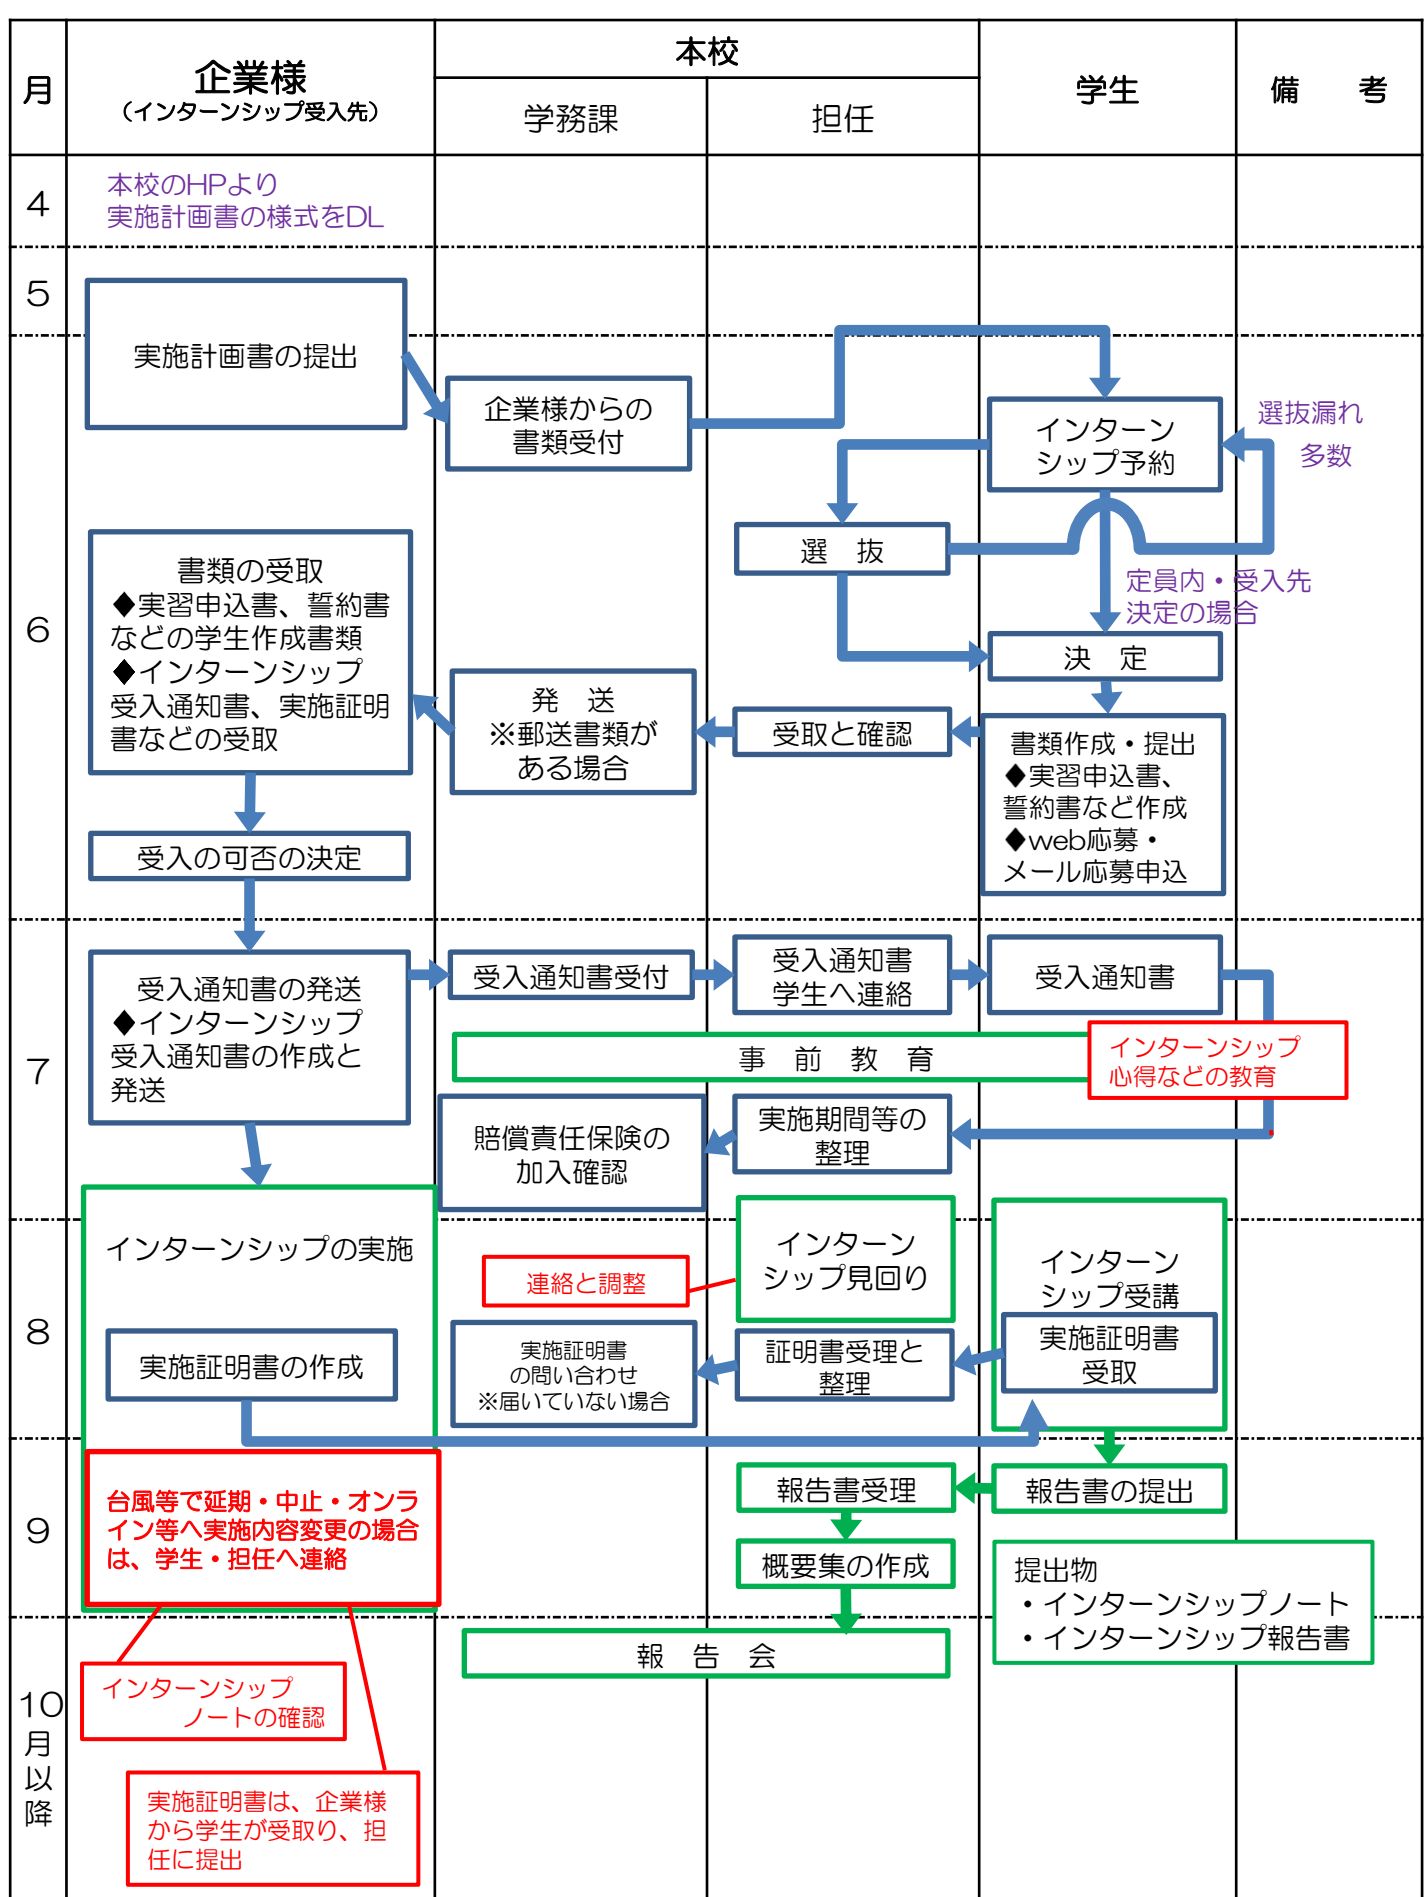 月
企業様
（インターンシップ受入先）
本校
学務課
担任
学生
備　考
4
本校のHPより
実施計画書の様式をDL
5
実施計画書の提出
企業様からの
書類受付
インターン
シップ予約
選抜漏れ
多数
選　抜
定員内・受入先
決定の場合
6
書類の受取
◆実習申込書、誓約書
などの学生作成書類
◆インターンシップ
受入通知書、実施証明
書などの受取
発　送
※郵送書類が
ある場合
受取と確認
決　定
書類作成・提出
◆実習申込書、
誓約書など作成
◆web応募・
メール応募申込
受入の可否の決定
7
受入通知書の発送
◆インターンシップ
受入通知書の作成と
発送
受入通知書受付
受入通知書
学生へ連絡
受入通知書
事　前　教　育
インターンシップ
心得などの教育
賠償責任保険の
加入確認
実施期間等の
整理
8
インターンシップの実施
連絡と調整
インターン
シップ見回り
インターン
シップ受講
実施証明書の作成
実施証明書
の問い合わせ
※届いていない場合
証明書受理と
整理
実施証明書
受取
9
台風等で延期・中止・オンラ
イン等へ実施内容変更の場合
は、学生・担任へ連絡
報告書受理
報告書の提出
概要集の作成
提出物
・インターンシップノート
・インターンシップ報告書
10
月
以
降
報　告　会
インターンシップ
ノートの確認
実施証明書は、企業様
から学生が受取り、担
任に提出